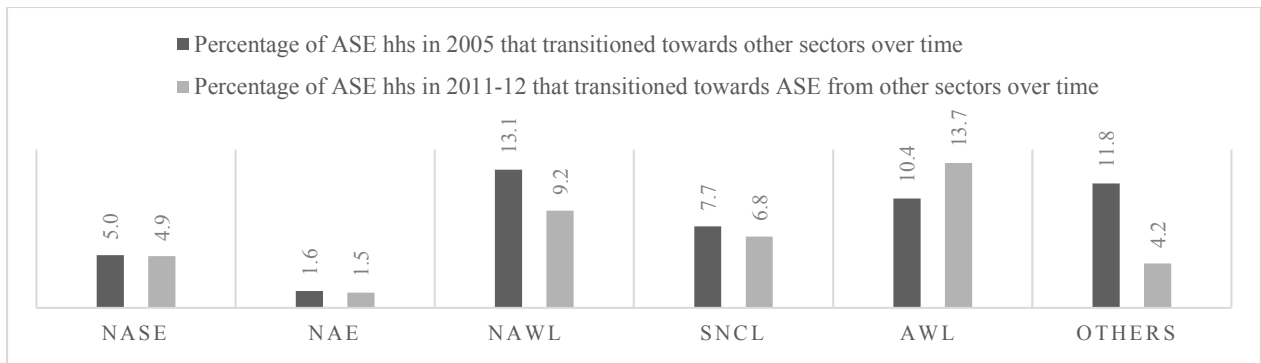 Percentage of ASE hhs in 2005 that transitioned towards other sectors over time
Percentage of ASE hhs in 2011-12 that transitioned towards ASE from other sectors over time
5.0
4.9
1.6
1.5
13.1
9.2
7.7
6.8
10.4
13.7
11.8
4.2
NASE
NAE
NAWL
SNCL
AWL
OTHERS